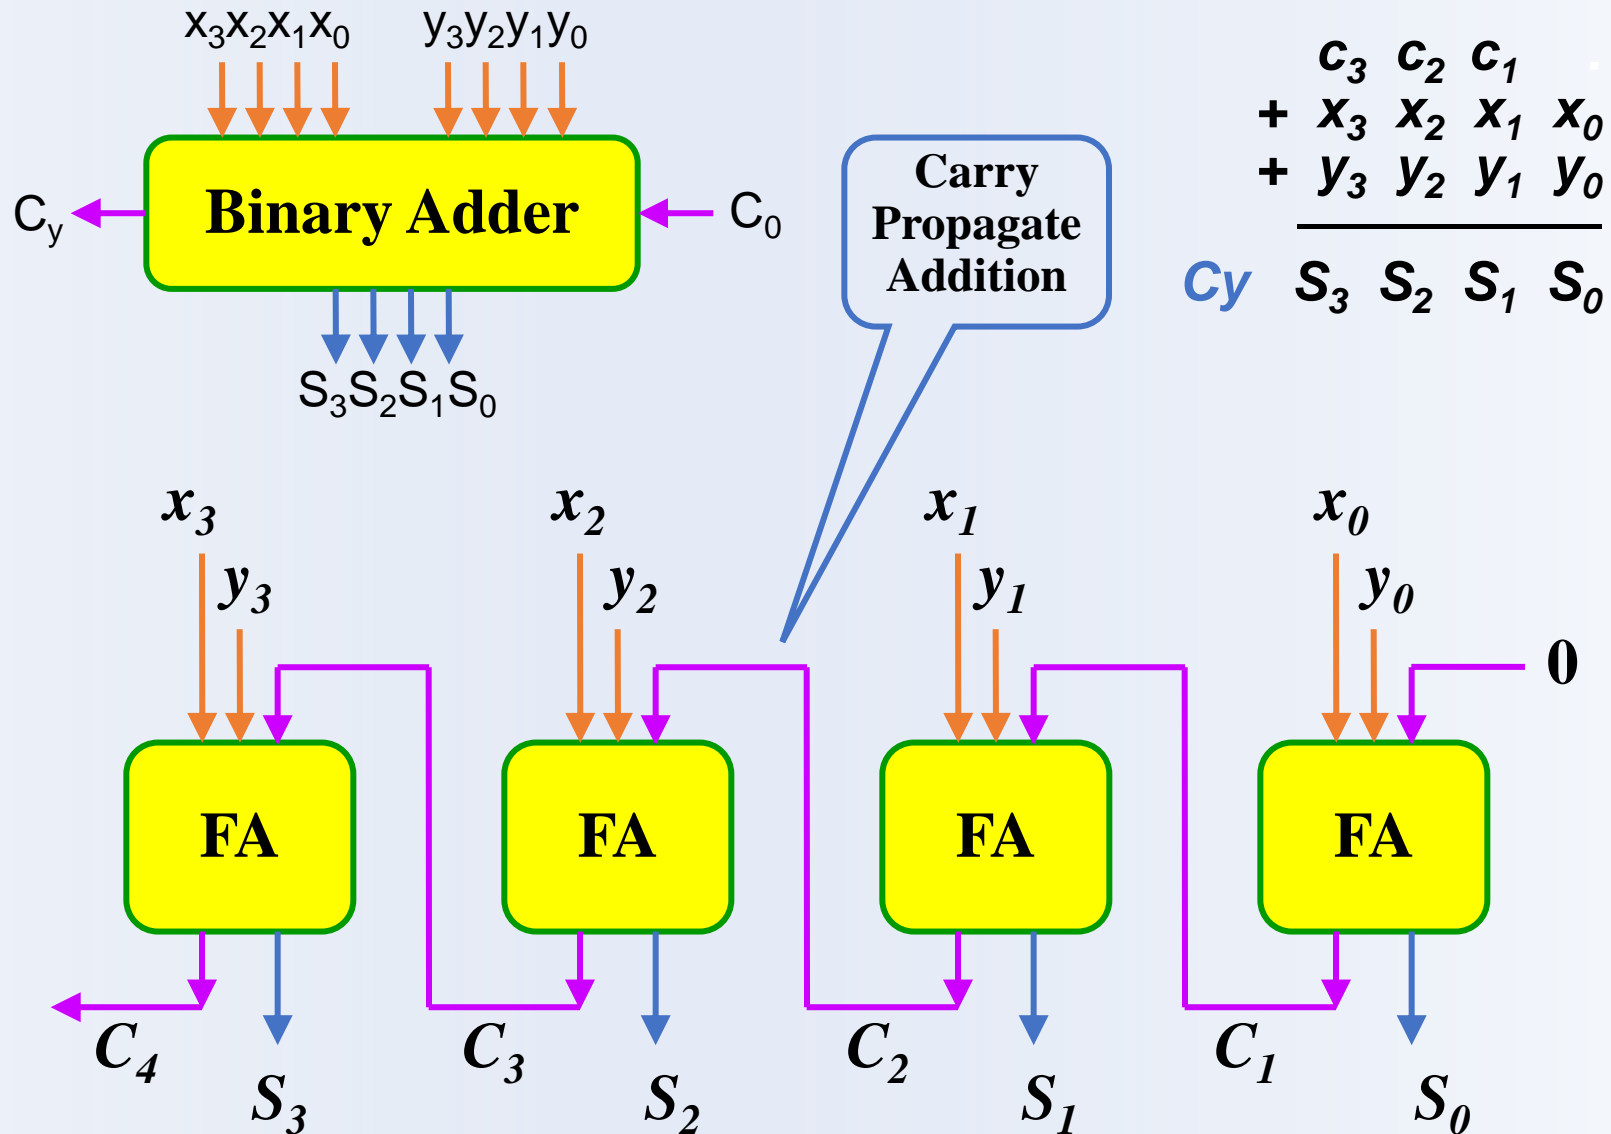 x₃x₂x₁x₀ y₃y₂y₁y₀
Binary Adder
C_y
C₀
S₃S₂S₁S₀
Carry
Propagate
Addition
c₃ c₂ c₁ .
+ x₃ x₂ x₁ x₀
+ y₃ y₂ y₁ y₀
Cy S₃ S₂ S₁ S₀
x₃ x₂ x₁ x₀
y₃ y₂ y₁ y₀
0
FA FA FA FA
C₄ C₃ C₂ C₁
S₃ S₂ S₁ S₀